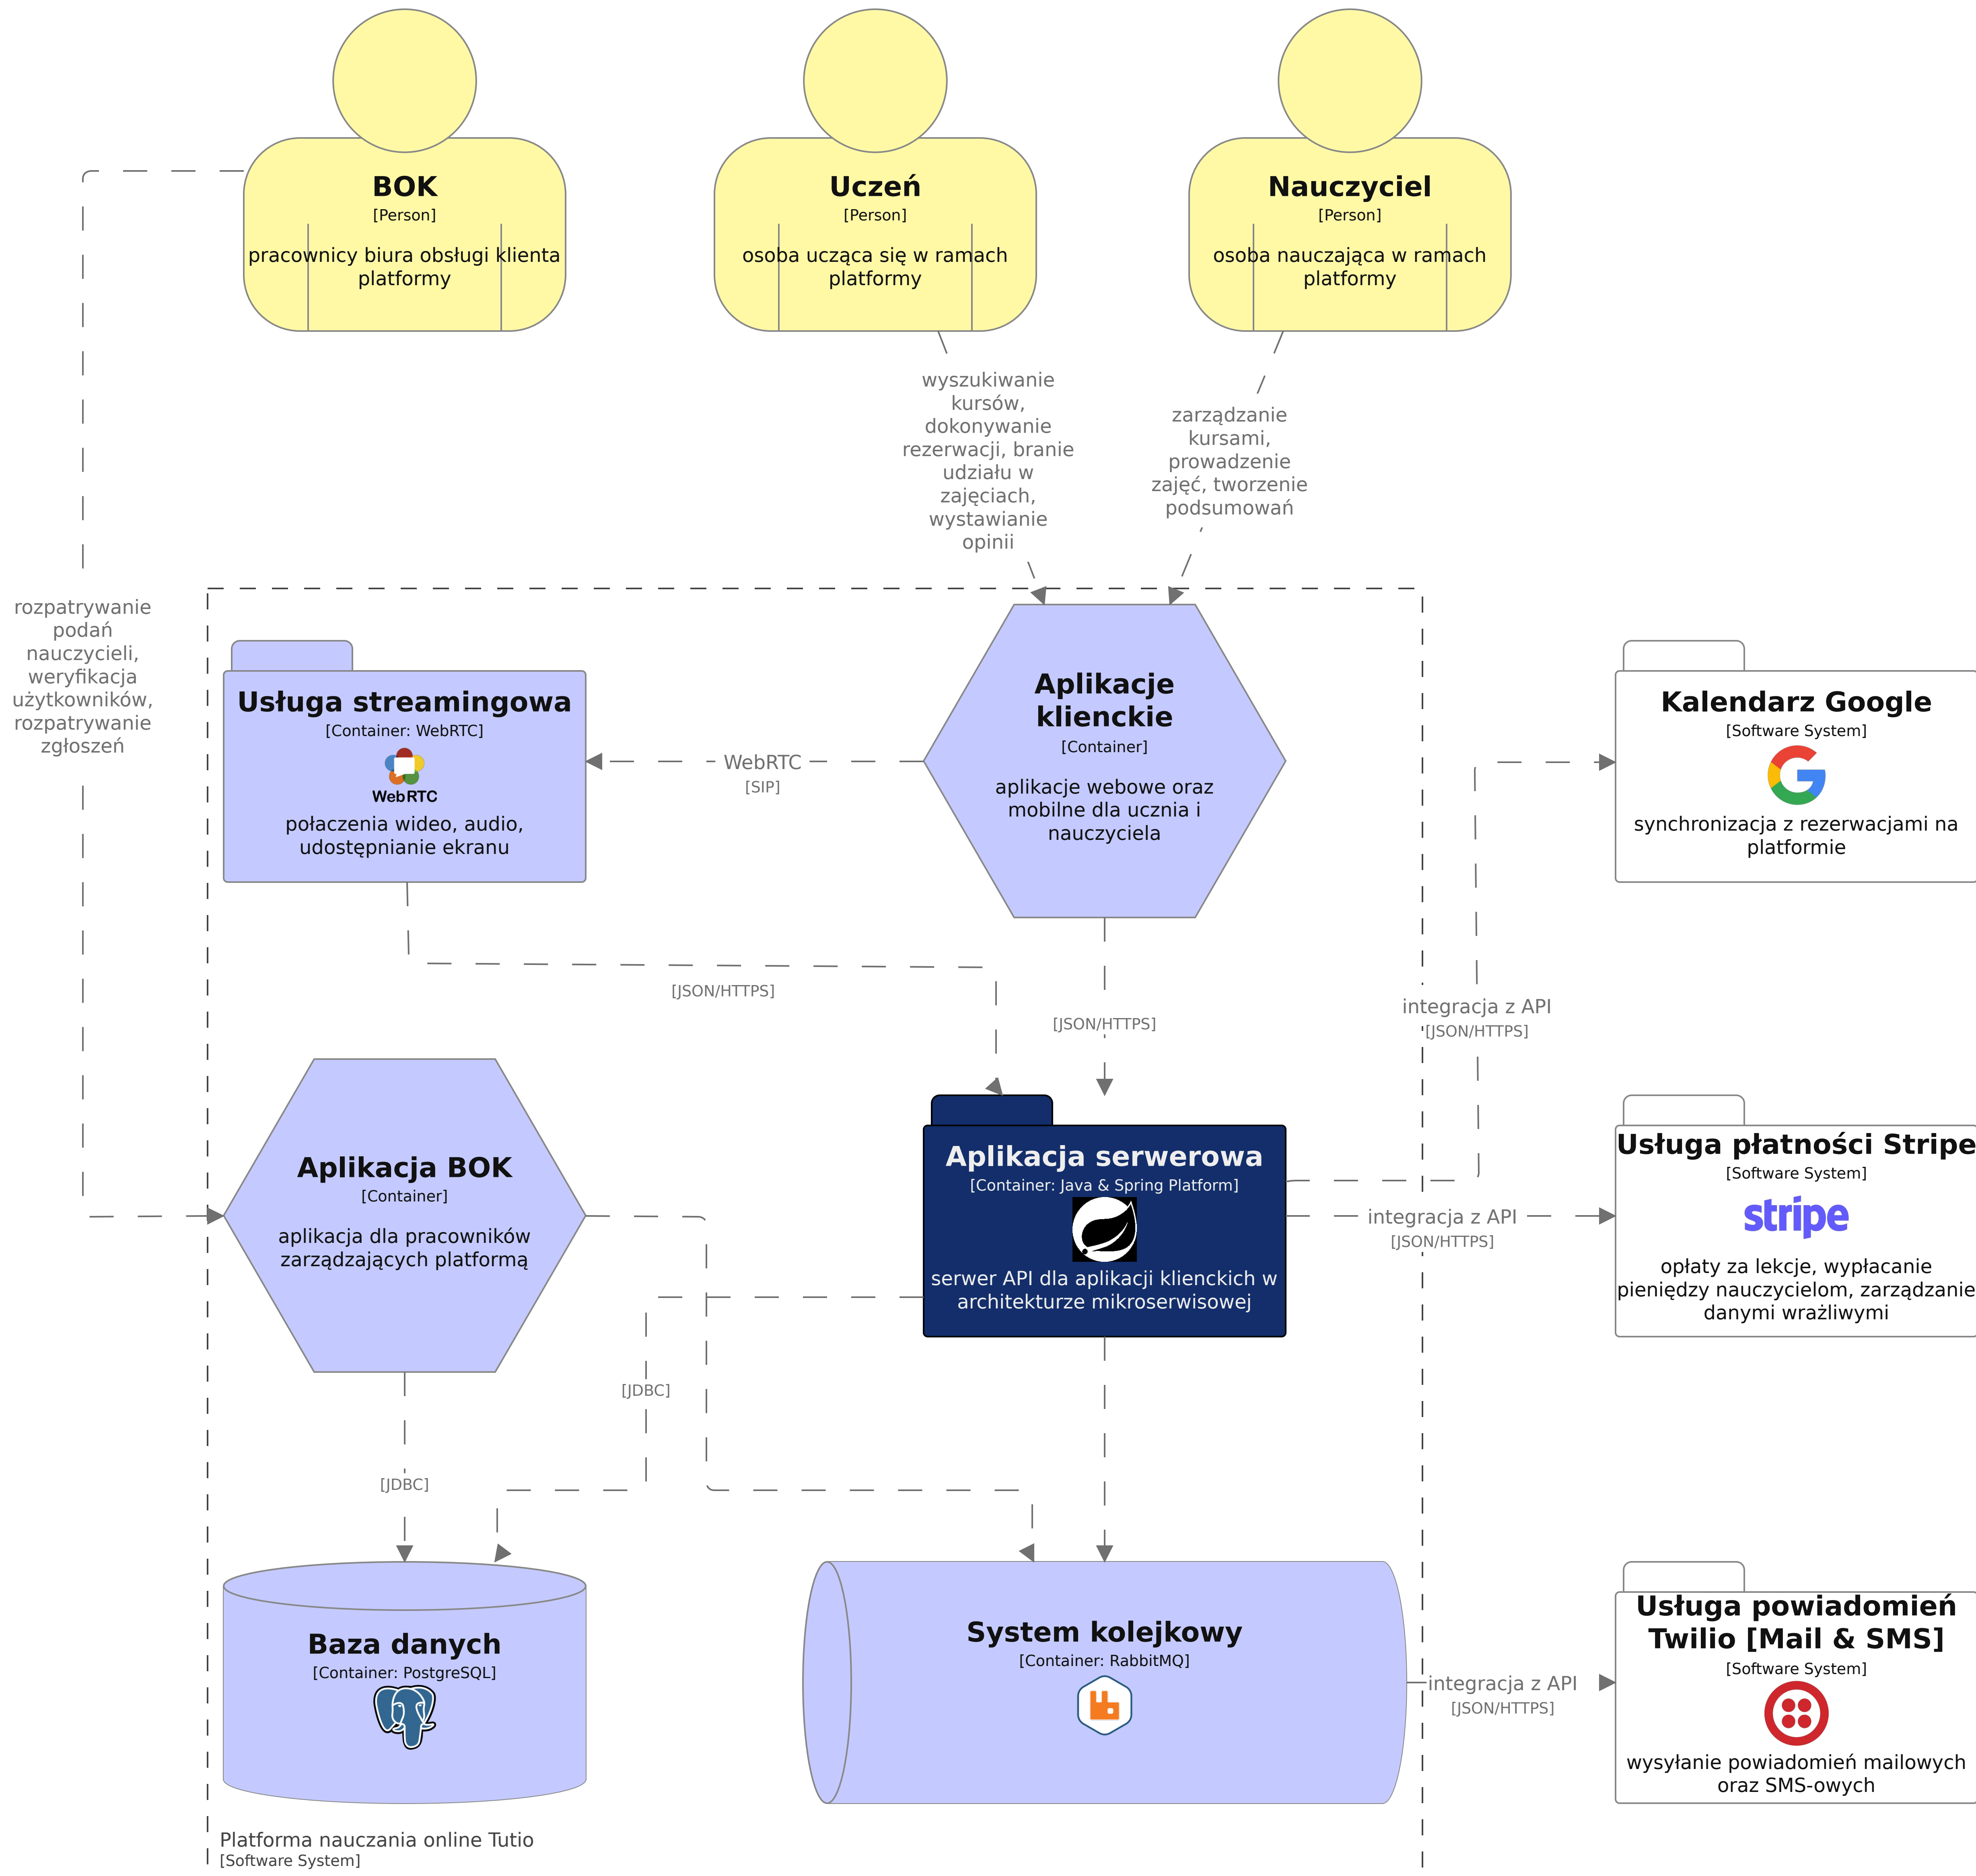 BOK
[Person]
pracownicy biura obsługi klienta
platformy
Uczeń
[Person]
osoba ucząca się w ramach
platformy
Nauczyciel
[Person]
osoba nauczająca w ramach
platformy
wyszukiwanie
kursów,
dokonywanie
rezerwacji, branie
udziału w
zajęciach,
wystawianie
opinii
zarządzanie
kursami,
prowadzenie
zajęć, tworzenie
podsumowań
rozpatrywanie
podań
nauczycieli,
weryfikacja
użytkowników,
rozpatrywanie
zgłoszeń
Usługa streamingowa
[Container: WebRTC]
WebRTC
połaczenia wideo, audio,
udostępnianie ekranu
WebRTC
[SIP]
Aplikacje
klienckie
[Container]
aplikacje webowe oraz
mobilne dla ucznia i
nauczyciela
Kalendarz Google
[Software System]
synchronizacja z rezerwacjami na
platformie
[JSON/HTTPS]
[JSON/HTTPS]
integracja z API
[JSON/HTTPS]
Aplikacja BOK
[Container]
aplikacja dla pracowników
zarządzających platformą
Aplikacja serwerowa
[Container: Java & Spring Platform]
serwer API dla aplikacji klienckich w
architekturze mikroserwisowej
integracja z API
[JSON/HTTPS]
Usługa płatności Stripe
[Software System]
stripe
opłaty za lekcje, wypłacanie
pieniędzy nauczycielom, zarządzanie
danymi wrażliwymi
[JDBC]
[JDBC]
Baza danych
[Container: PostgreSQL]
System kolejkowy
[Container: RabbitMQ]
integracja z API
[JSON/HTTPS]
Usługa powiadomień
Twilio [Mail & SMS]
[Software System]
wysyłanie powiadomień mailowych
oraz SMS-owych
Platforma nauczania online Tutio
[Software System]